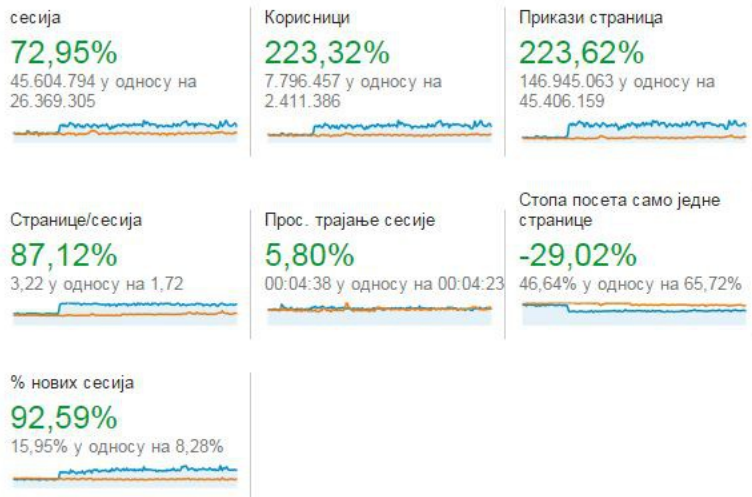 сесија
72,95%
45.604.794 у односу на
26.369.305
Корисници
223,32%
7.796.457 у односу на
2.411.386
Прикази страница
223,62%
146.945.063 у односу на
45.406.159
Странице/сесија
87,12%
3,22 у односу на 1,72
Прос. трајање сесије
5,80%
00:04:38 у односу на 00:04:23
Стопа посета само једне
странице
-29,02%
46,64% у односу на 65,72%
% нових сесија
92,59%
15,95% у односу на 8,28%